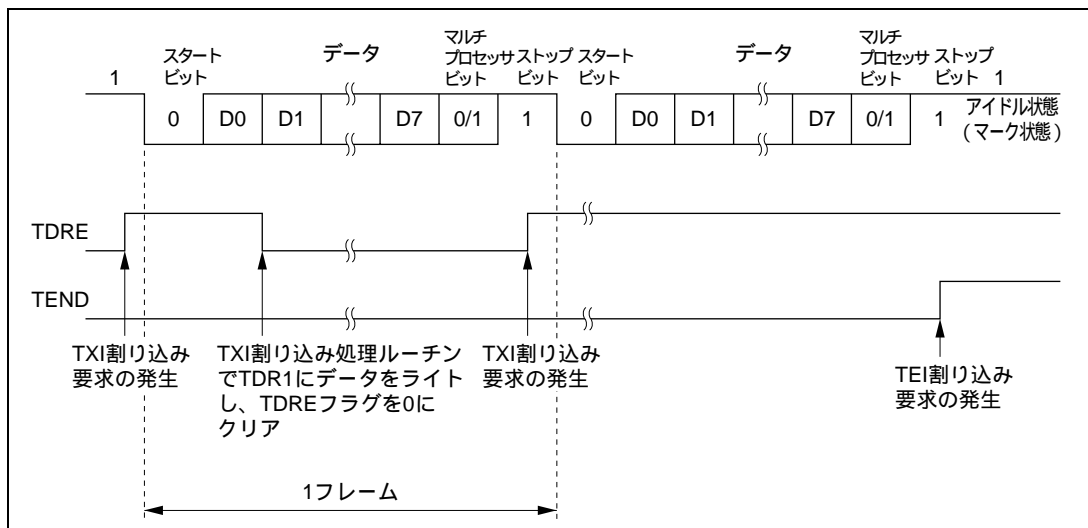 1
スタート
ビット
データ
マルチ
プロセッサ
ビット
ストップ
ビット
スタート
ビット
データ
マルチ
プロセッサ
ビット
ストップ
ビット
1
0 D0 D1 D7 0/1 1 0 D0 D1 D7 0/1 1
アイドル状態
(マーク状態)
TDRE
TEND
TXI割り込み
要求の発生
TXI割り込み処理ルーチン
でTDR1にデータをライト
し、TDREフラグを0に
クリア
TXI割り込み
要求の発生
TEI割り込み
要求の発生
1フレーム